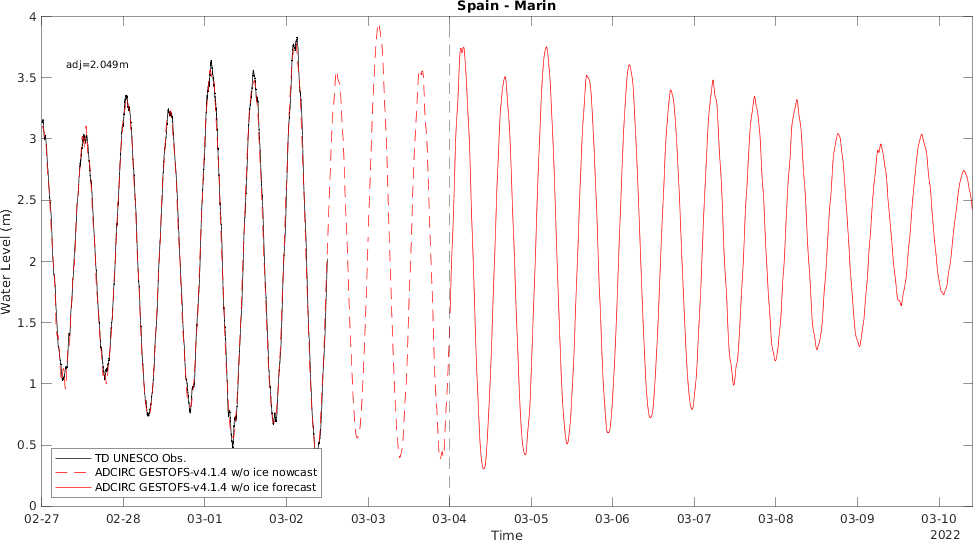 Spain - Marin
4
3.5
3
2.5
2
1.5
1
0.5
0
Water Level (m)
adj=2.049m
TD UNESCO Obs.
ADCIRC GESTOFS-v4.1.4 w/o ice nowcast
ADCIRC GESTOFS-v4.1.4 w/o ice forecast
02-27 02-28 03-01 03-02 03-03 03-04 03-05 03-06 03-07 03-08 03-09 03-10
Time
2022